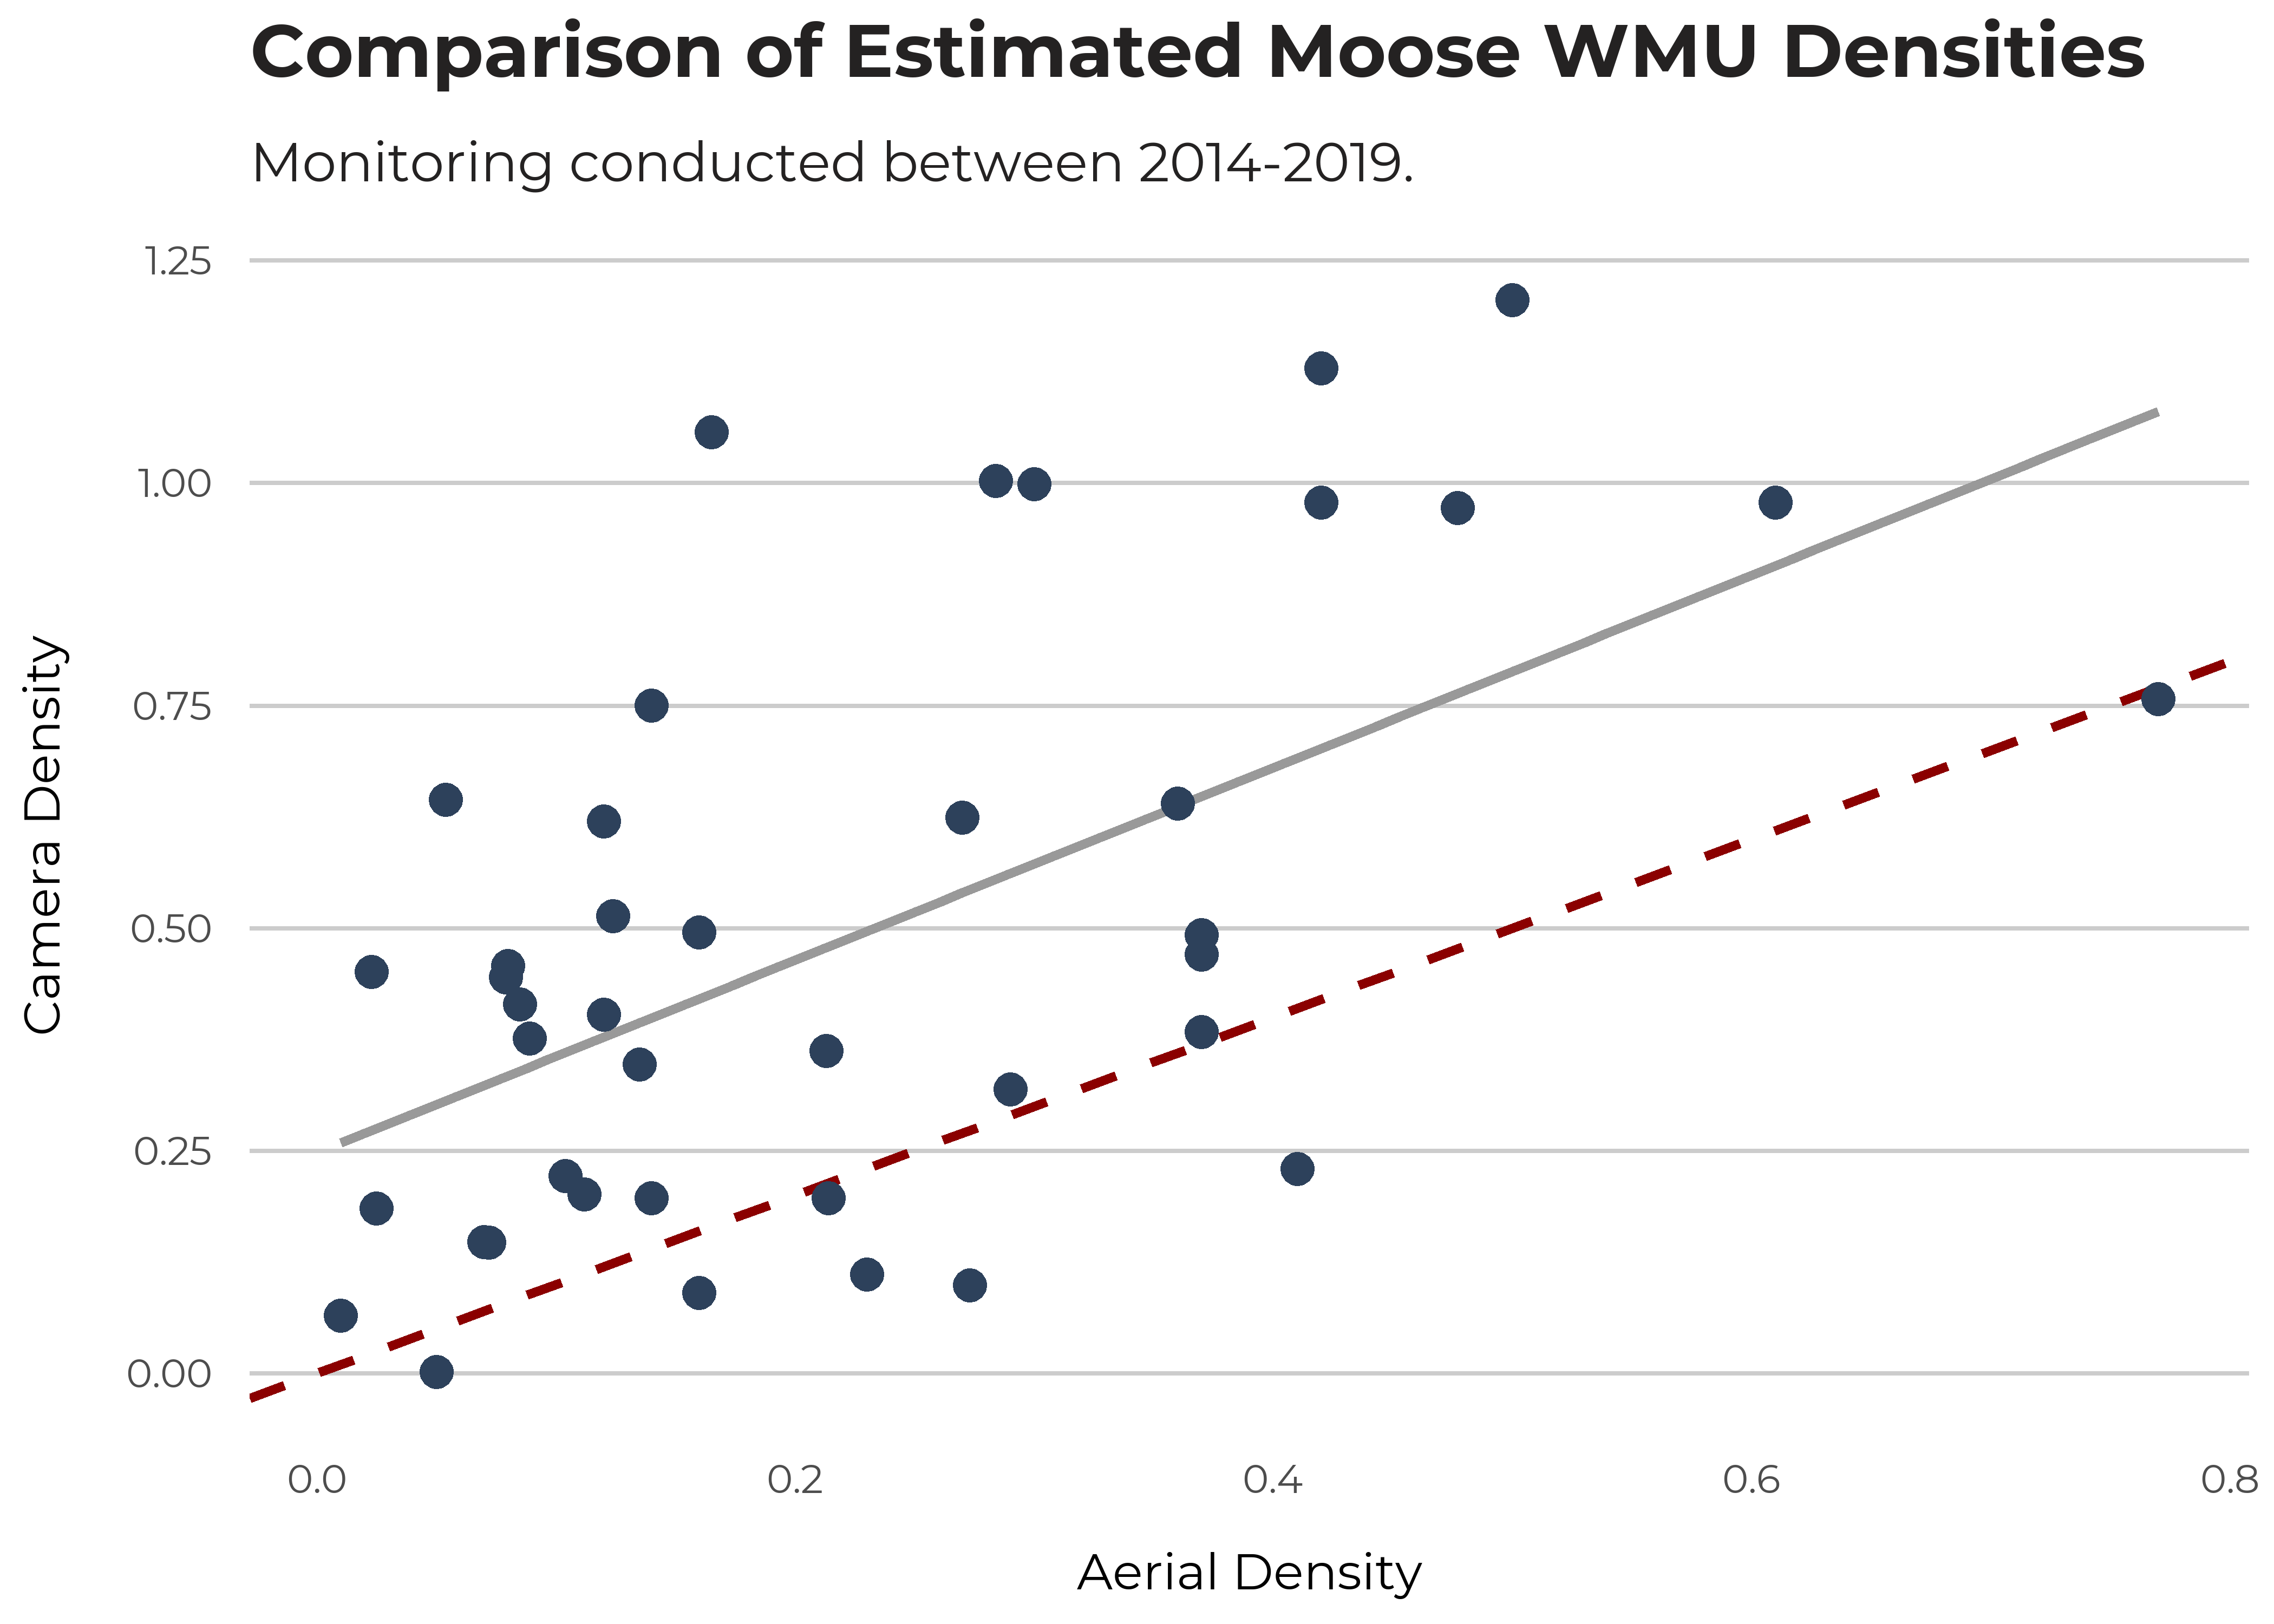 Comparison of Estimated Moose WMU Densities
Monitoring conducted between 2014-2019.
1.25
1.00
0.75
0.50
0.25
0.00
Camera Density
0.0 0.2 0.4 0.6 0.8
Aerial Density